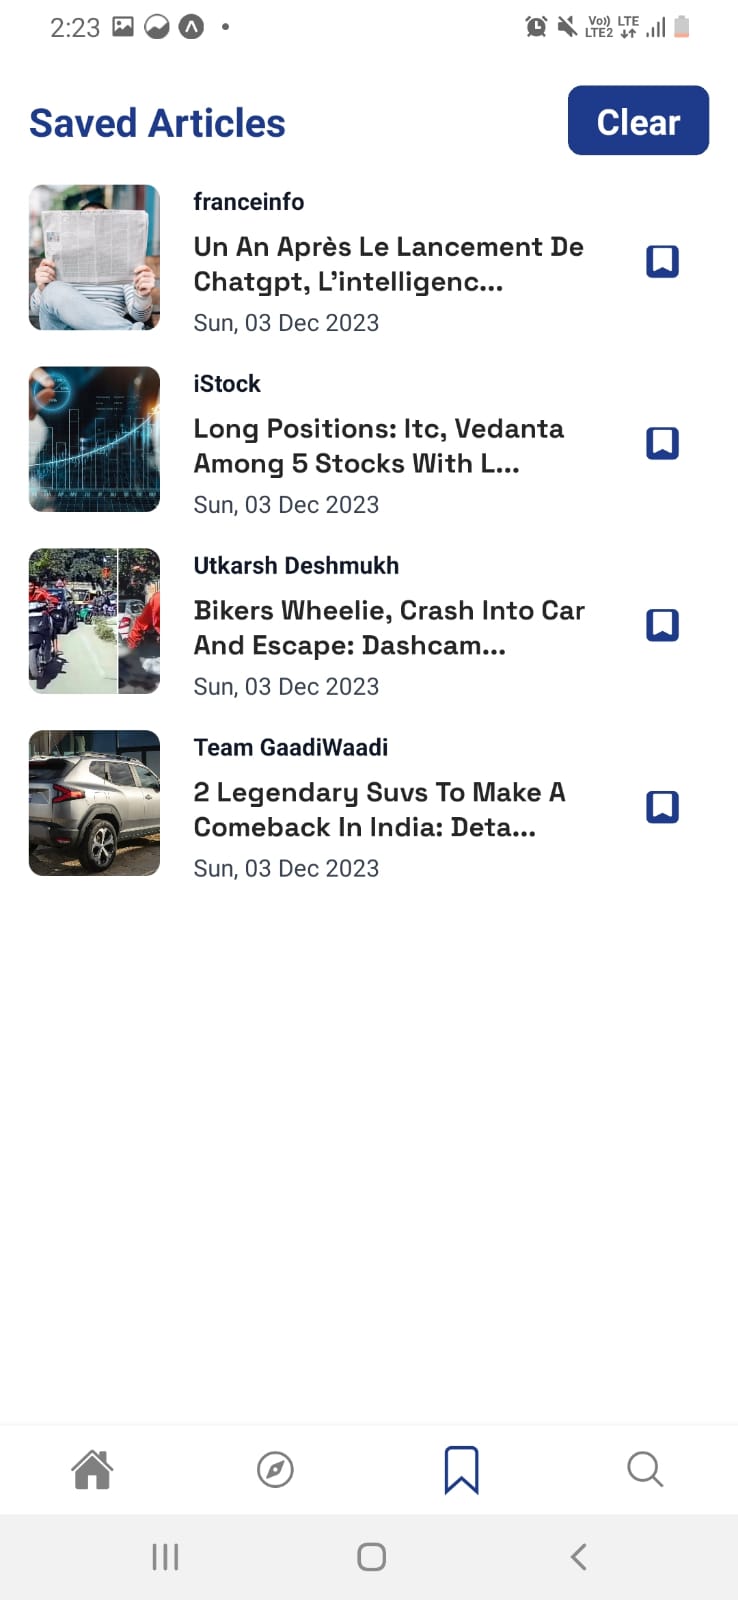 2:23
Vo)) LTE
LTE2
Saved Articles
Clear
franceinfo
Un An Après Le Lancement De
Chatgpt, L'intelligenc...
Sun, 03 Dec 2023
iStock
Long Positions: Itc, Vedanta
Among 5 Stocks With L...
Sun, 03 Dec 2023
Utkarsh Deshmukh
Bikers Wheelie, Crash Into Car
And Escape: Dashcam...
Sun, 03 Dec 2023
Team GaadiWaadi
2 Legendary Suvs To Make A
Comeback In India: Deta...
Sun, 03 Dec 2023